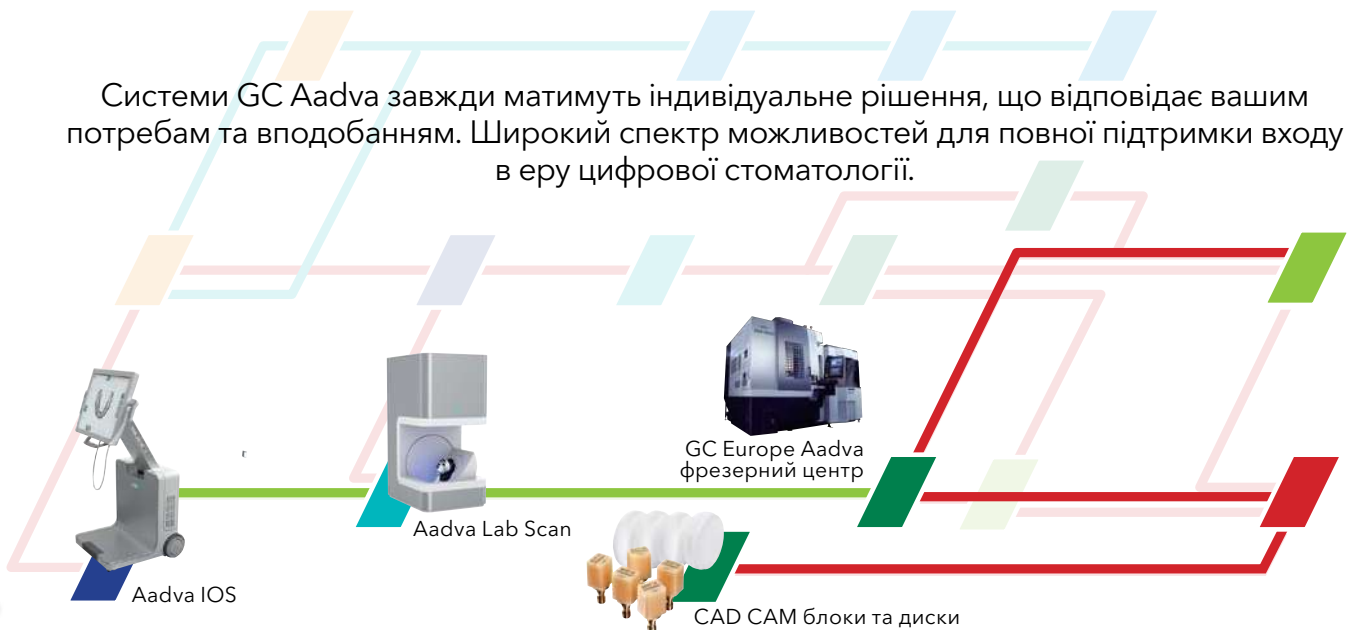 Системи GC Aadva завжди матимуть індивідуальне рішення, що відповідає вашим
потребам та вподобанням. Широкий спектр можливостей для повної підтримки входу
в еру цифрової стоматології.
GC Europe Aadva
фрезерний центр
Aadva Lab Scan
Aadva IOS
CAD CAM блоки та диски